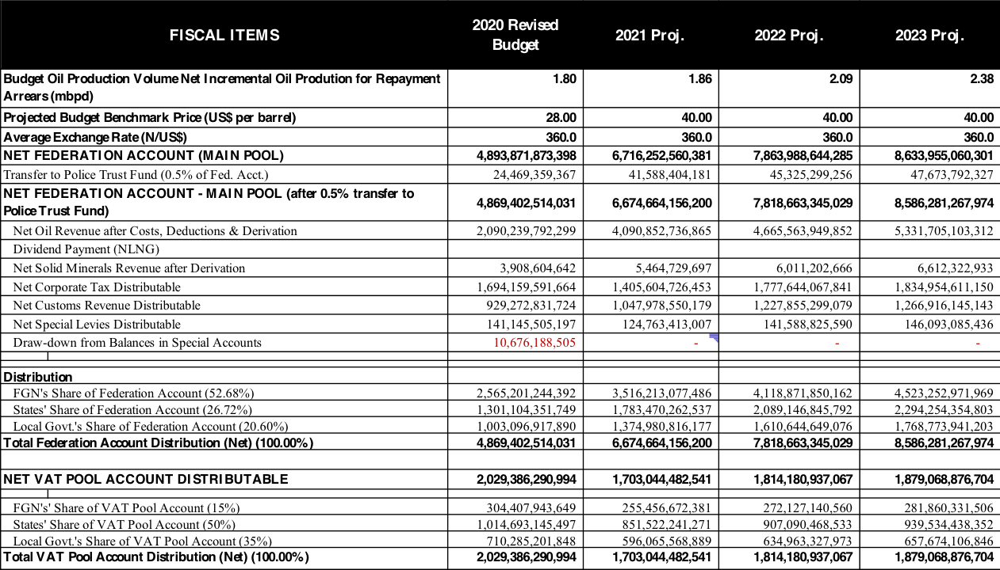 FISCAL ITEMS 2020 Revised Budget 2021 Proj. 2022 Proj. 2023 Proj.
Budget Oil Production Volume Net Incremental Oil Prodution for Repayment Arrears (mbpd) 1.80 1.86 2.09 2.38
Projected Budget Benchmark Price (US$ per barrel) 28.00 40.00 40.00 40.00
Average Exchange Rate (N/US$) 360.0 360.0 360.0 360.0
NET FEDERATION ACCOUNT (MAIN POOL) 4,893,871,873,398 6,716,252,560,381 7,863,988,644,285 8,633,955,060,301
Transfer to Police Trust Fund (0.5% of Fed. Acct.) 24,469,359,367 41,588,404,181 45,325,299,256 47,673,792,327
NET FEDERATION ACCOUNT - MAIN POOL (after 0.5% transfer to Police Trust Fund) 4,869,402,514,031 6,674,664,156,200 7,818,663,345,029 8,586,281,267,974
Net Oil Revenue after Costs, Deductions & Derivation 2,090,239,792,299 4,090,852,736,865 4,665,563,949,852 5,331,705,103,312
Dividend Payment (NLNG)
Net Solid Minerals Revenue after Derivation 3,908,604,642 5,464,729,697 6,011,202,666 6,612,322,933
Net Corporate Tax Distributable 1,694,159,591,664 1,405,604,726,453 1,777,644,067,841 1,834,954,611,150
Net Customs Revenue Distributable 929,272,831,724 1,047,978,550,179 1,227,855,299,079 1,266,916,145,143
Net Special Levies Distributable 141,145,505,197 124,763,413,007 141,588,825,590 146,093,085,436
Draw-down from Balances in Special Accounts 10,676,188,505 - - -
Distribution
FGN's Share of Federation Account (52.68%) 2,565,201,244,392 3,516,213,077,486 4,118,871,850,162 4,523,252,971,969
States' Share of Federation Account (26.72%) 1,301,104,351,749 1,783,470,262,537 2,089,146,845,792 2,294,254,354,803
Local Govt.'s Share of Federation Account (20.60%) 1,003,096,917,890 1,374,980,816,177 1,610,644,649,076 1,768,773,941,203
Total Federation Account Distribution (Net) (100.00%) 4,869,402,514,031 6,674,664,156,200 7,818,663,345,029 8,586,281,267,974
NET VAT POOL ACCOUNT DISTRIBUTABLE 2,029,386,290,994 1,703,044,482,541 1,814,180,937,067 1,879,068,876,704
FGN's' Share of VAT Pool Account (15%) 304,407,943,649 255,456,672,381 272,127,140,560 281,860,331,506
States' Share of VAT Pool Account (50%) 1,014,693,145,497 851,522,241,271 907,090,468,533 939,534,438,352
Local Govt.'s Share of VAT Pool Account (35%) 710,285,201,848 596,065,568,889 634,963,327,973 657,674,106,846
Total VAT Pool Account Distribution (Net) (100.00%) 2,029,386,290,994 1,703,044,482,541 1,814,180,937,067 1,879,068,876,704